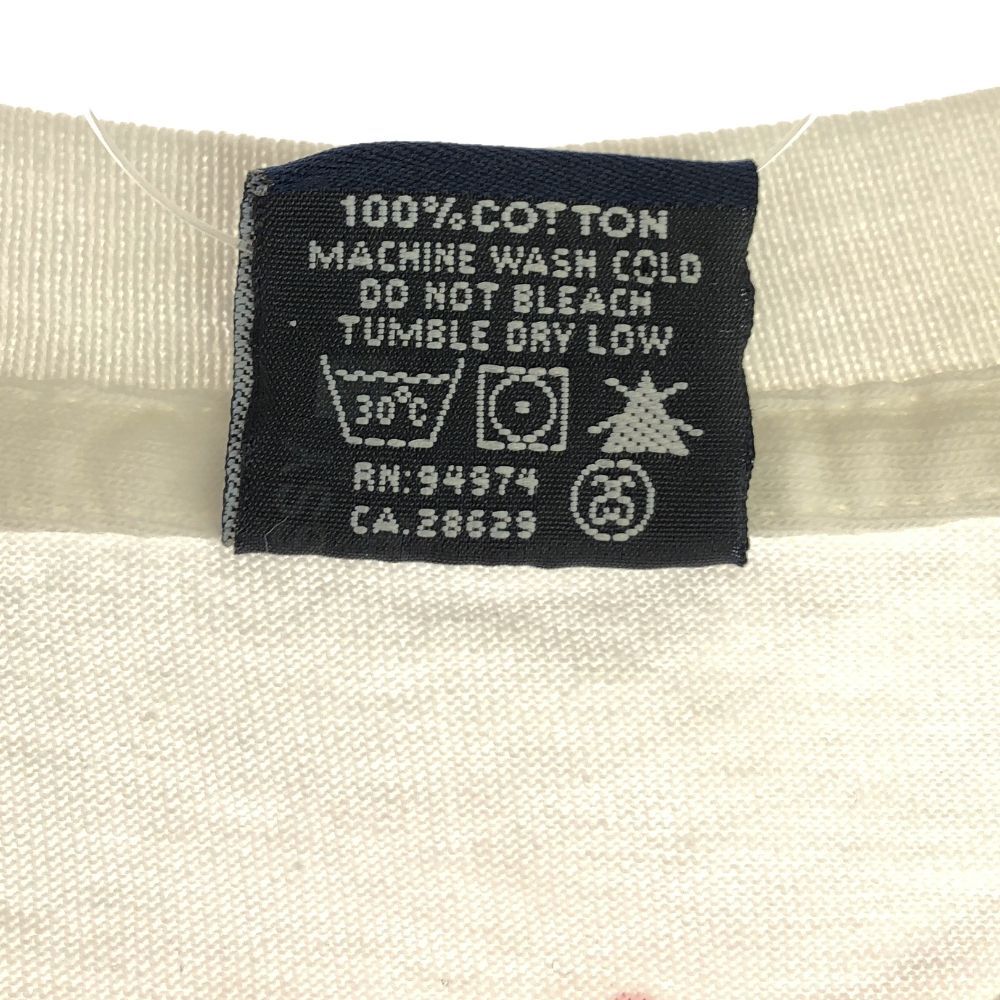 100% COTTON
MACHINE WASH COLD
DO NOT BLEACH
TUMBLE DRY LOW
30°C
RN:94974
CA.28629